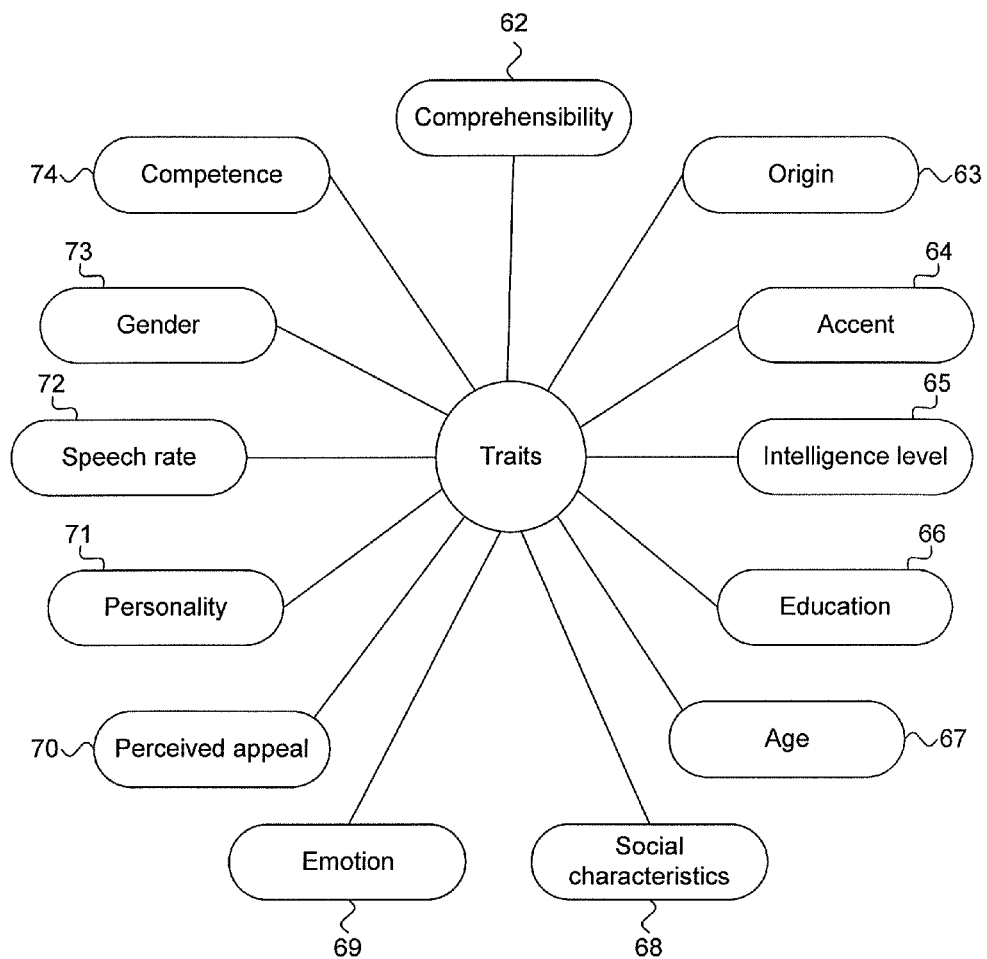 62
Comprehensibility
74
Competence
Origin
63
73
Gender
64
Accent
72
Speech rate
Traits
65
Intelligence level
71
Personality
66
Education
70
Perceived appeal
Age
67
Emotion
69
Social
characteristics
68